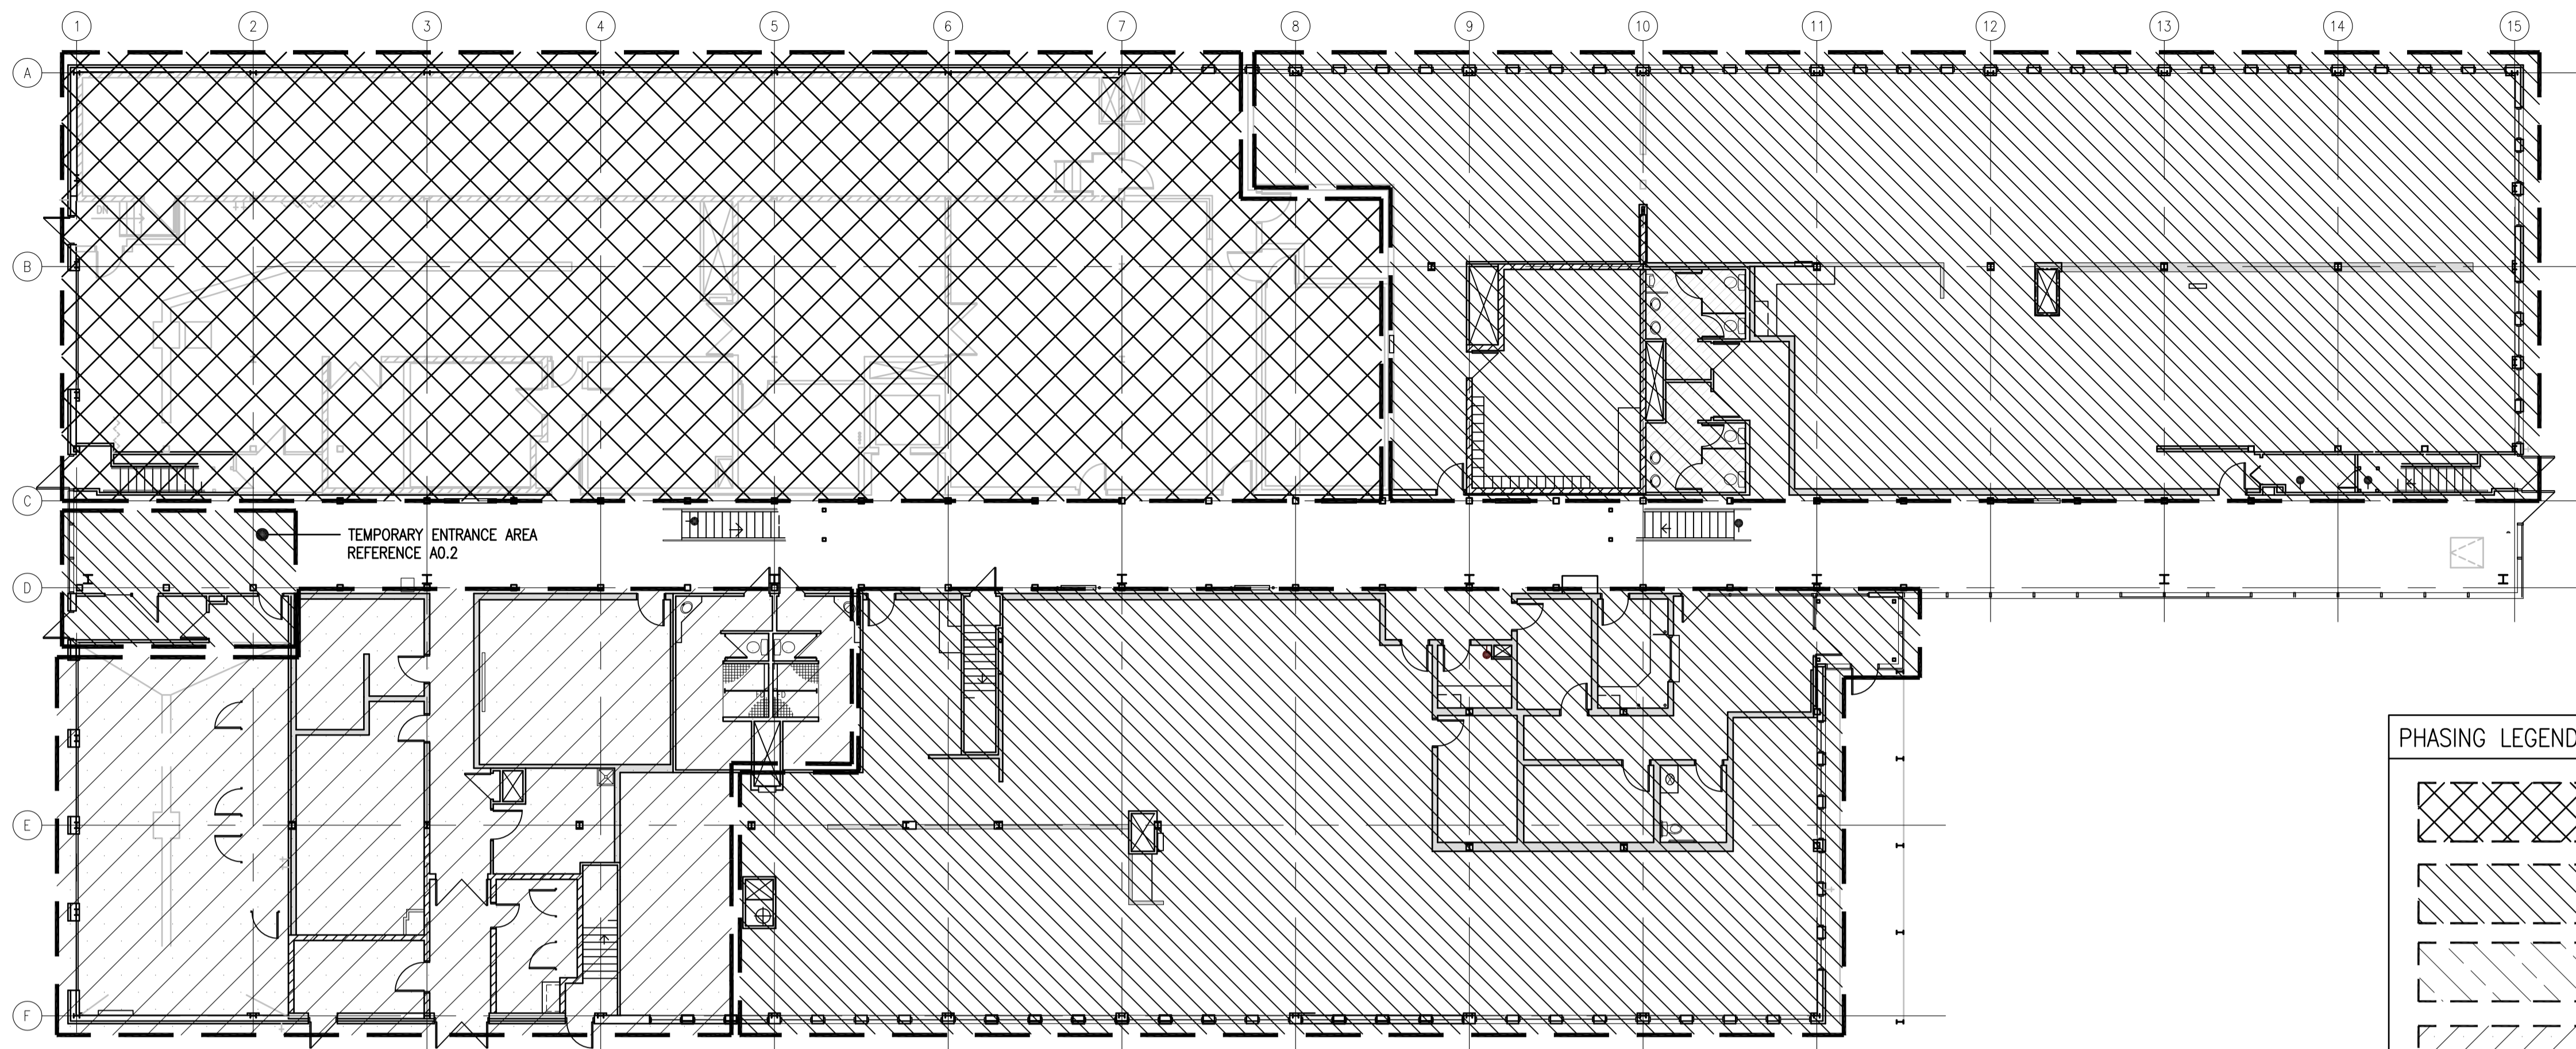 1 2 3 4 5 6 7 8 9 10 11 12 13 14 15
A
DN
B
C
TEMPORARY ENTRANCE AREA
REFERENCE A0.2
D
PHASING LEGEND
E
F